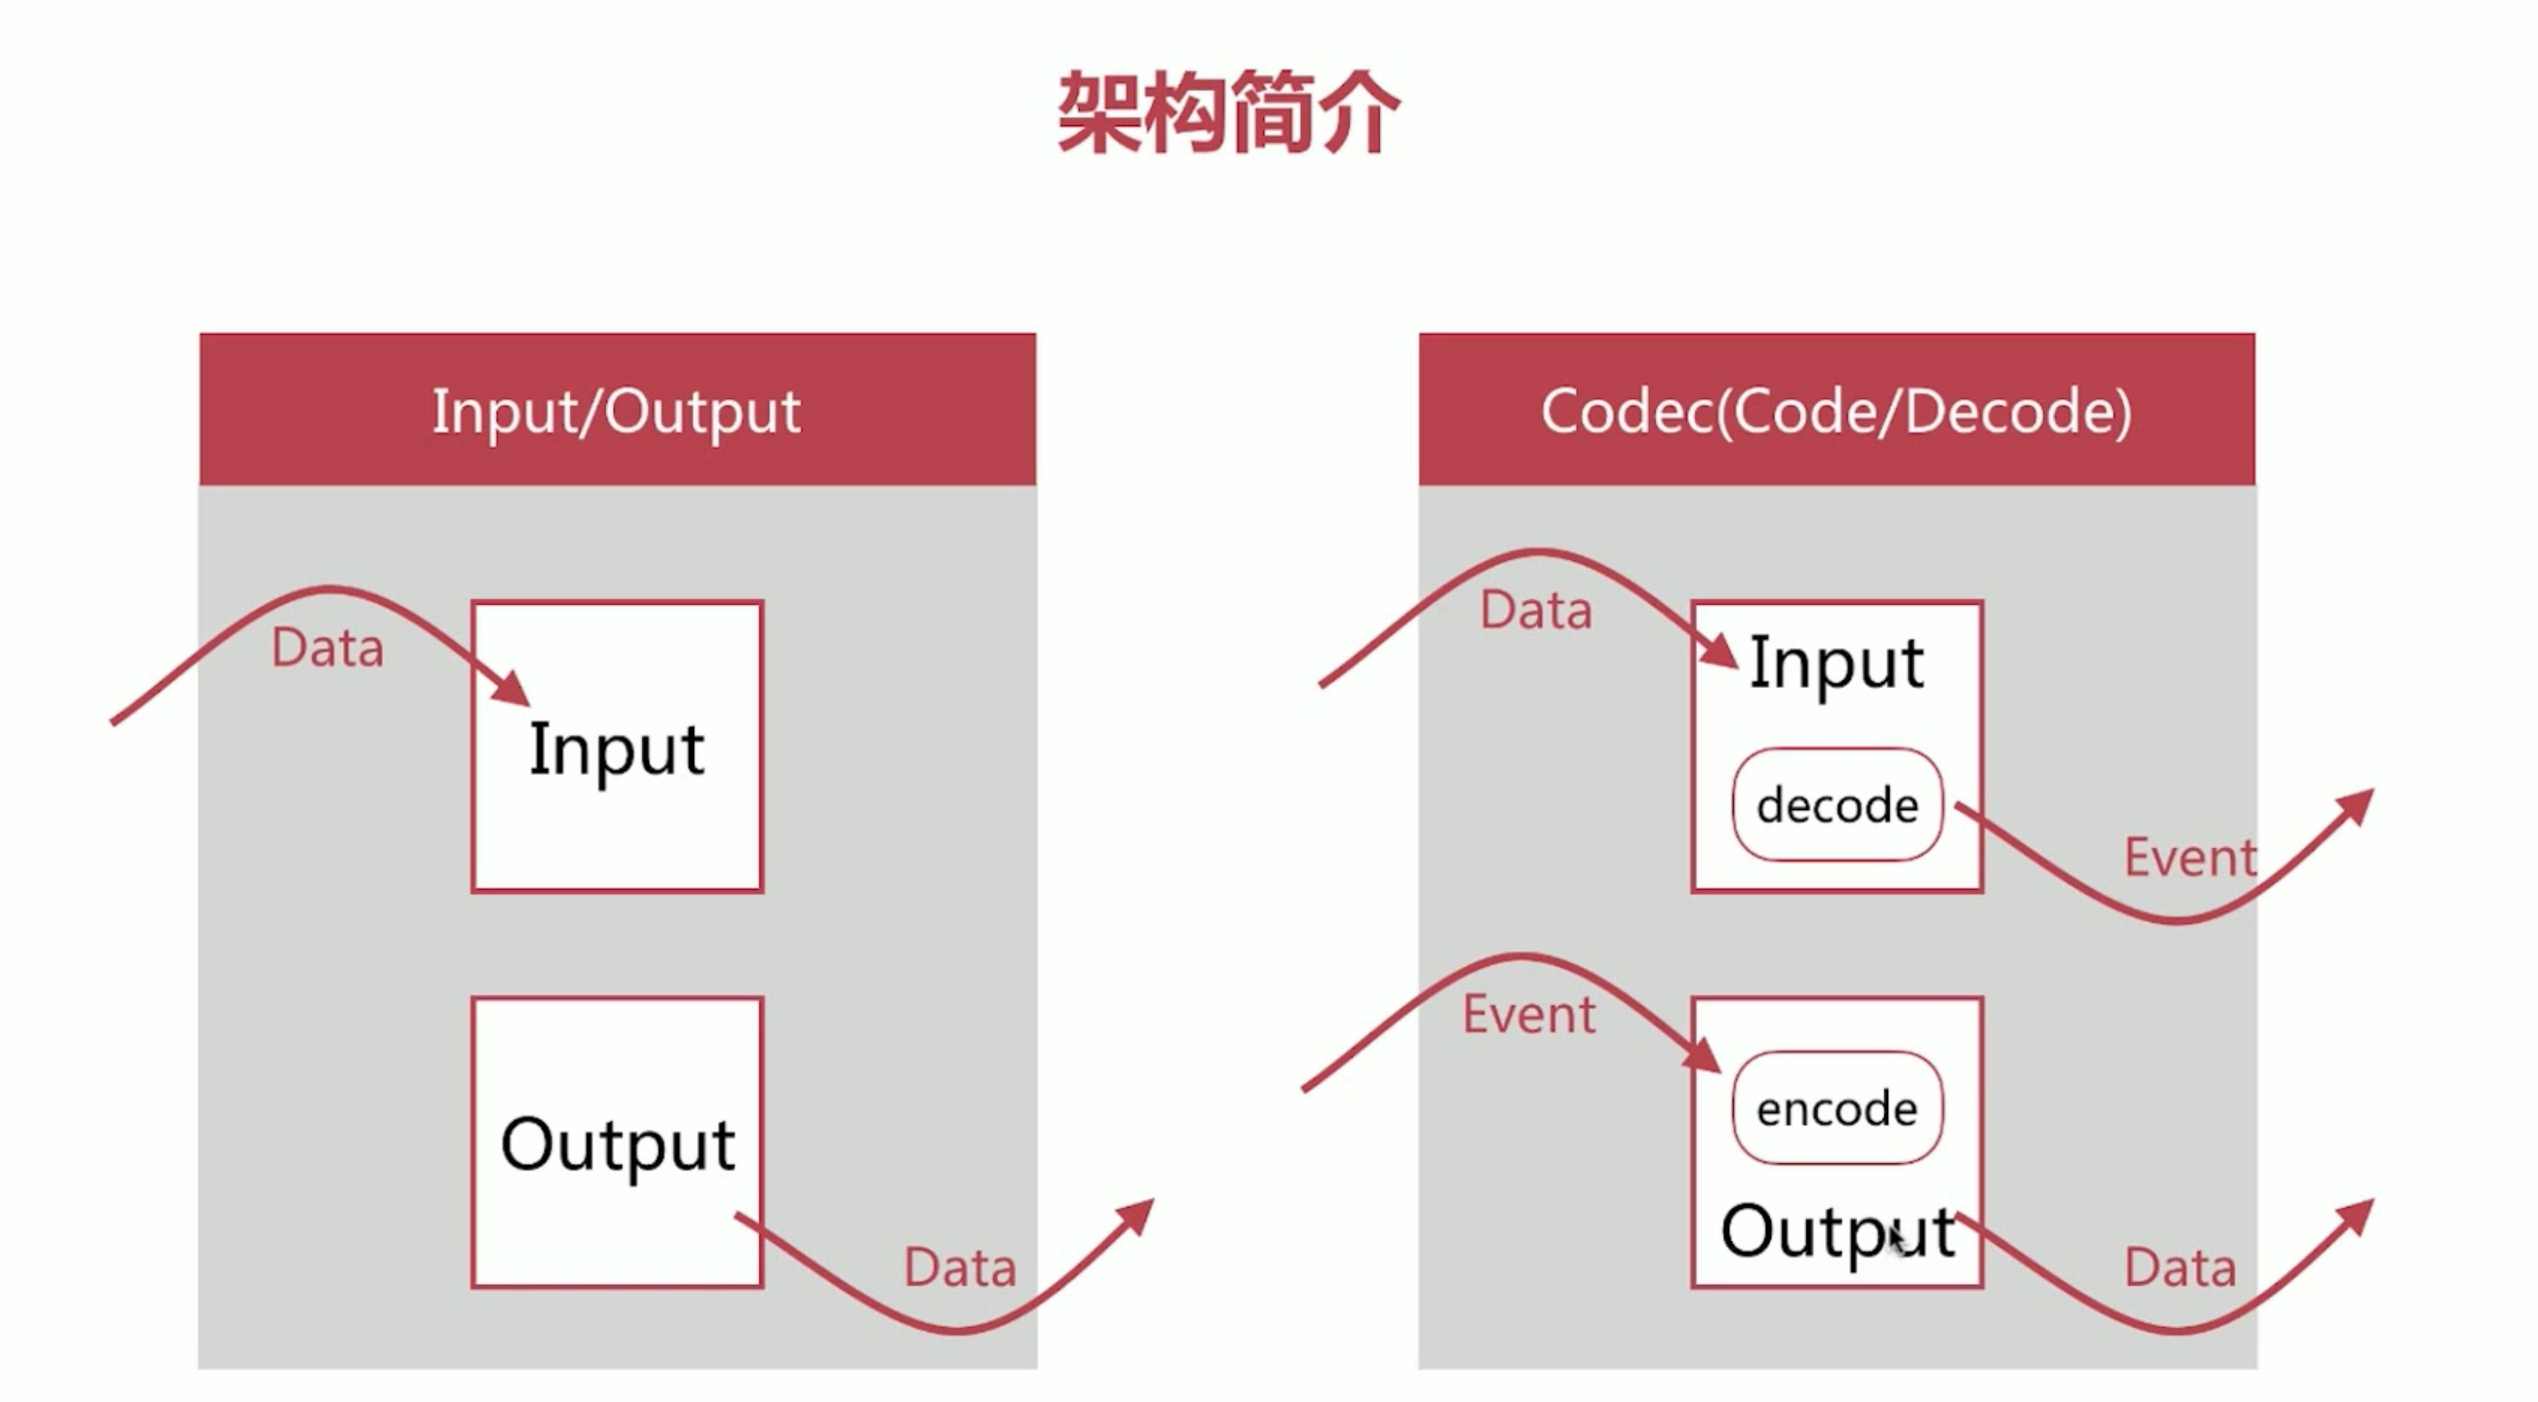 架构简介
Input/Output
Data
Input
Output
Data
Codec(Code/Decode)
Data
Input
decode
Event
Event
encode
Output
Data